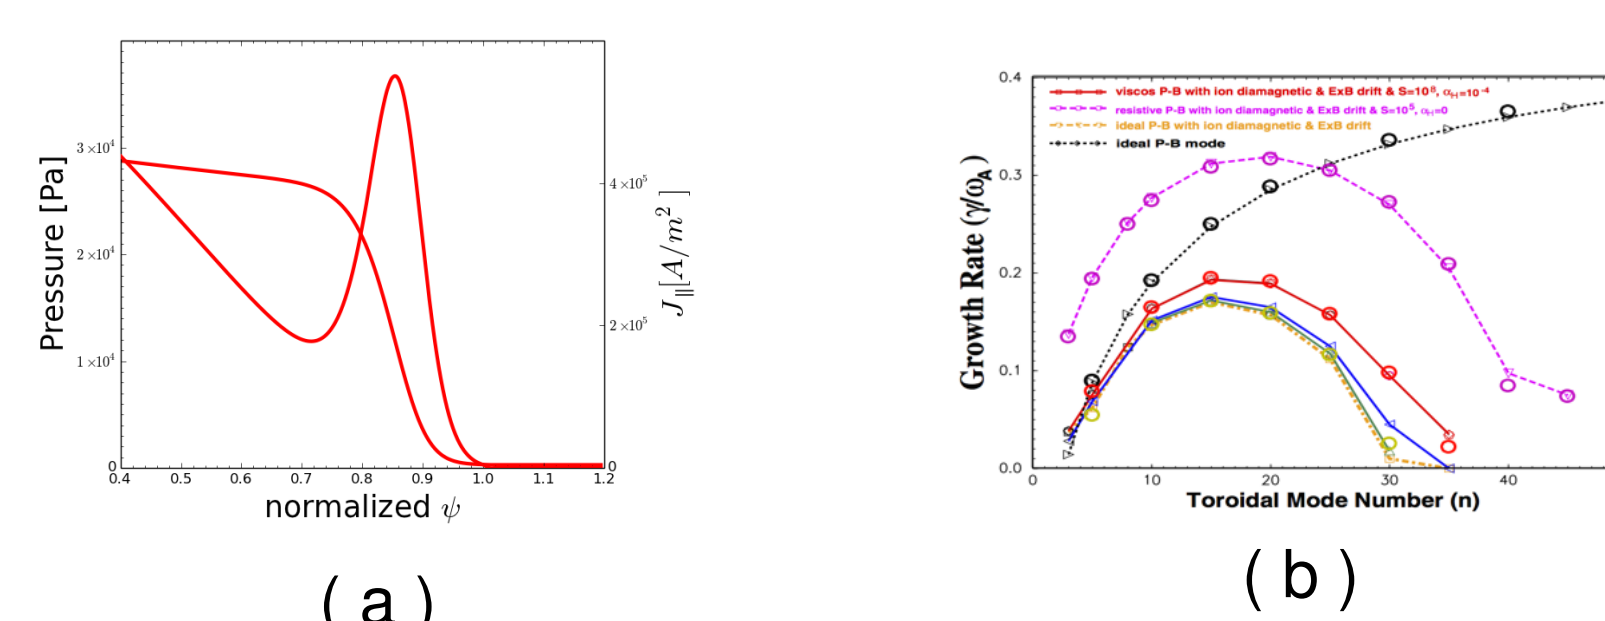 Pressure [Pa]
3 ×10⁴
2 ×10⁴
1 ×10⁴
0
0.4 0.5 0.6 0.7 0.8 0.9 1.0 1.1 1.2
normalized ψ
4 ×10⁵
2 ×10⁵
0
J∥[A/m² ]
( a )
Growth Rate (γ/ω_A)
0.4
0.3
0.2
0.1
0.0
viscos P-B with ion diamagnetic & ExB drift & S=10⁸, α_H=10⁻⁴
resistive P-B with ion diamagnetic & ExB drift & S=10⁵, α_H=0
ideal P-B with ion diamagnetic & ExB drift
ideal P-B mode
0 10 20 30 40
Toroidal Mode Number (n)
( b )